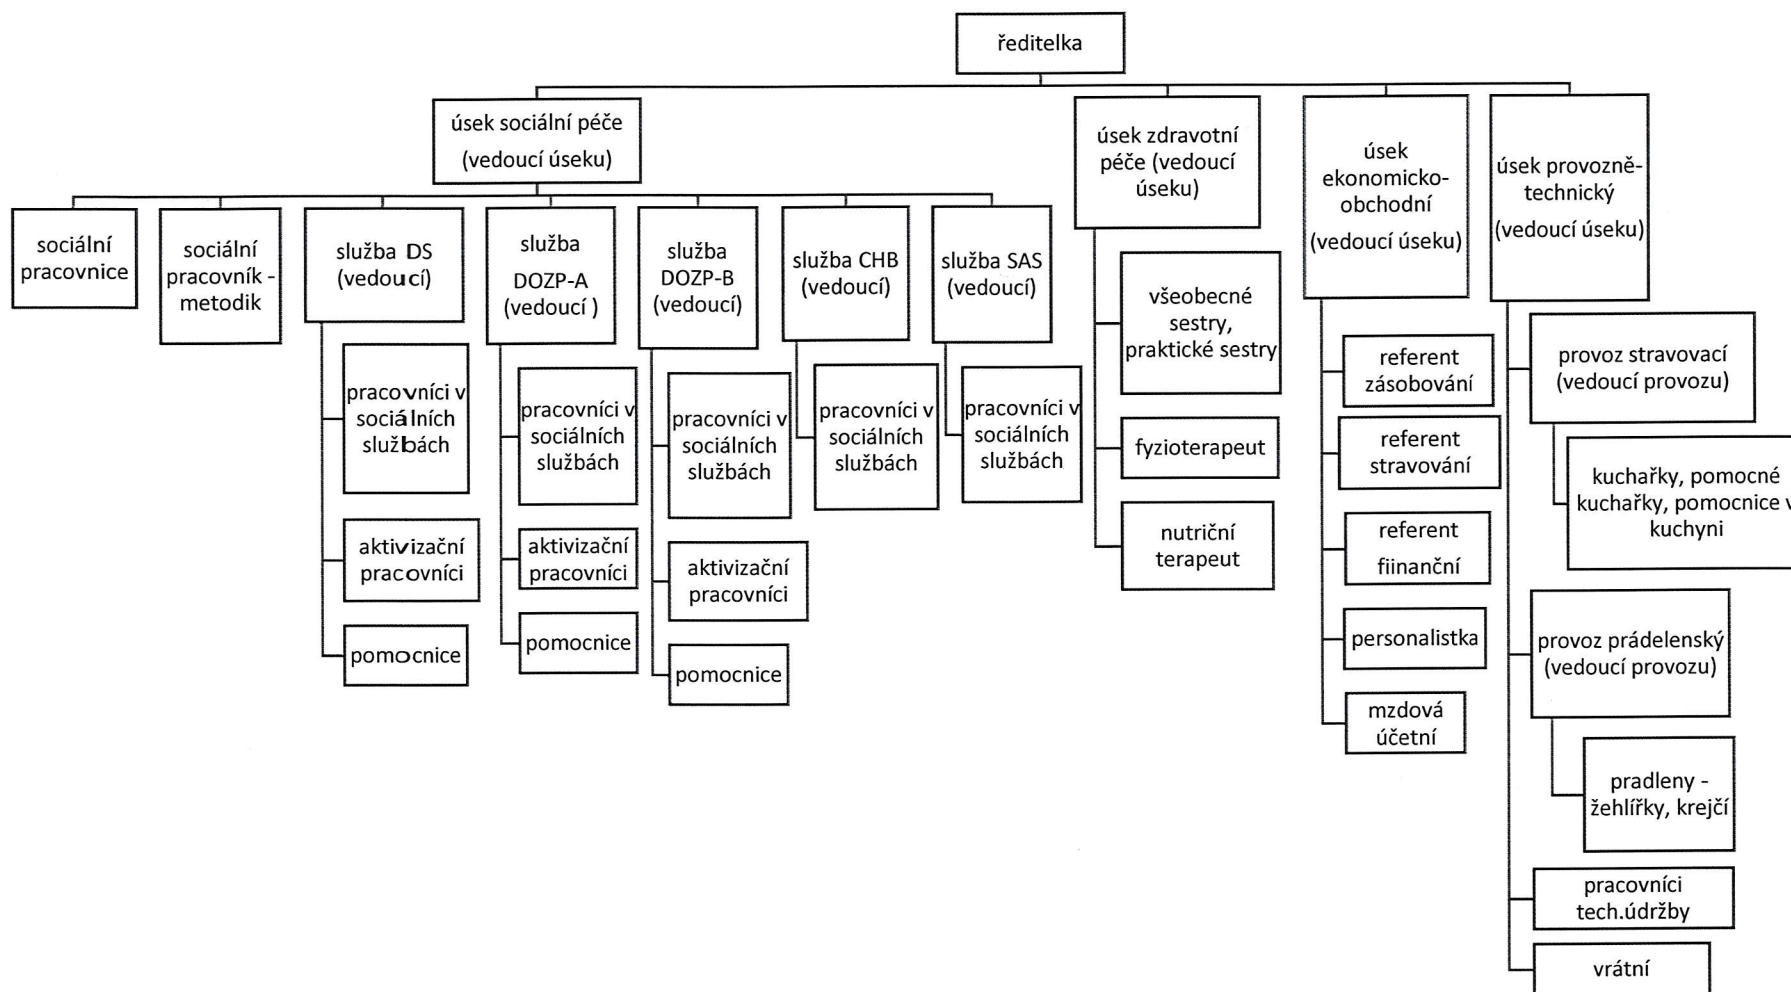 ředitelka
úsek sociální péče
(vedoucí úseku)
sociální
pracovnice
sociální
pracovník -
metodik
služba DS
(vedoucí)
pracovníci v
sociálních
službách
aktivizační
pracovníci
pomocnice
služba
DOZP-A
(vedoucí )
pracovníci v
sociálních
službách
aktivizační
pracovníci
pomocnice
služba
DOZP-B
(vedoucí)
pracovníci v
sociálních
službách
aktivizační
pracovníci
pomocnice
služba CHB
(vedoucí)
pracovníci v
sociálních
službách
služba SAS
(vedoucí)
pracovníci v
sociálních
službách
úsek zdravotní
péče (vedoucí
úseku)
všeobecné
sestry,
praktické sestry
fyzioterapeut
nutriční
terapeut
úsek
ekonomicko-
obchodní
(vedoucí úseku)
referent
zásobování
referent
stravování
referent
fiinanční
personalistka
mzdová
účetní
úsek provozně-
technický
(vedoucí úseku)
provoz stravovací
(vedoucí provozu)
kuchařky, pomocné
kuchařky, pomocnice v
kuchyni
provoz prádelenský
(vedoucí provozu)
pradleny -
žehlířky, krejčí
pracovníci
tech.údržby
vrátní